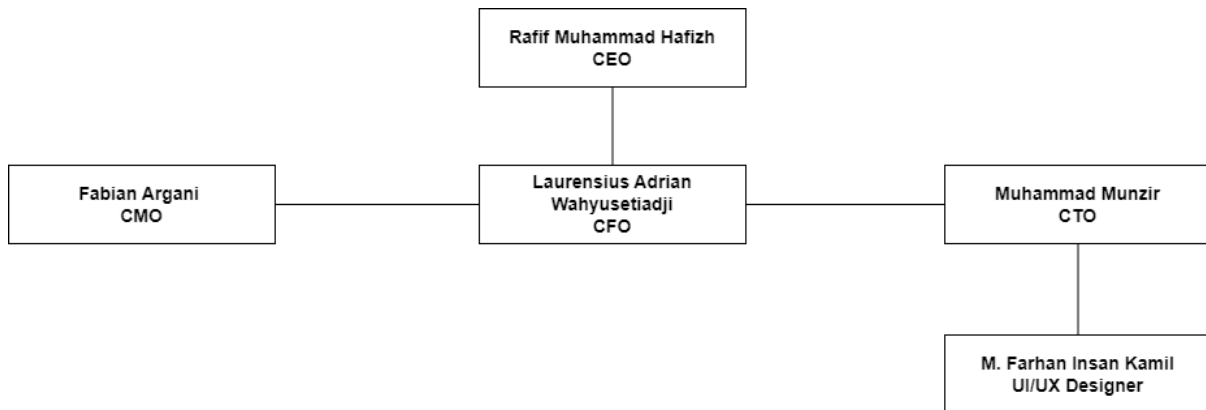 Rafif Muhammad Hafizh
CEO
Fabian Argani
CMO
Laurensius Adrian
Wahyusetiadji
CFO
Muhammad Munzir
CTO
M. Farhan Insan Kamil
UI/UX Designer